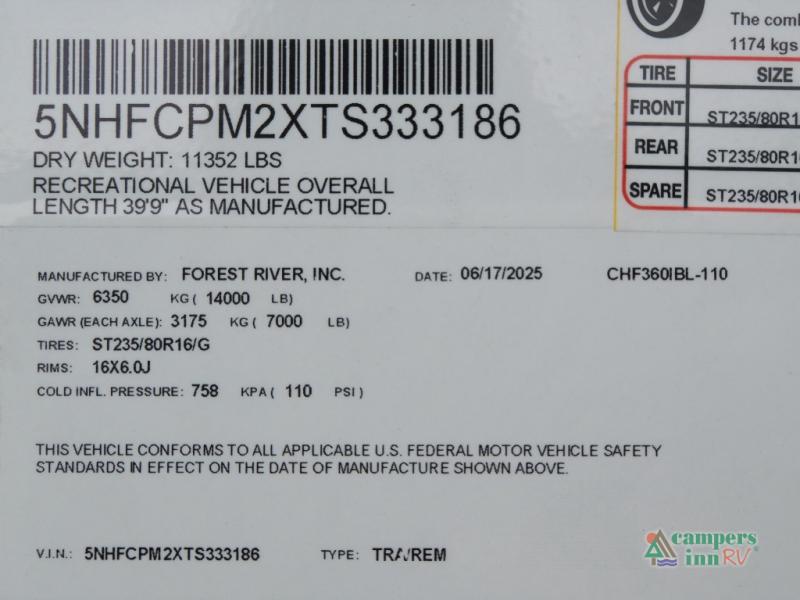 The com
1174 kgs
TIRE SIZE
FRONT ST235/80R1
REAR ST235/80R1
SPARE ST235/80R16
5NHFCPM2XTS333186
DRY WEIGHT: 11352 LBS
RECREATIONAL VEHICLE OVERALL
LENGTH 39'9" AS MANUFACTURED.
MANUFACTURED BY: FOREST RIVER, INC. DATE: 06/17/2025 CHF360IBL-110
GVWR: 6350 KG ( 14000 LB)
GAWR (EACH AXLE): 3175 KG ( 7000 LB)
TIRES: ST235/80R16/G
RIMS: 16X6.0J
COLD INFL. PRESSURE: 758 KPA ( 110 PSI )
THIS VEHICLE CONFORMS TO ALL APPLICABLE U.S. FEDERAL MOTOR VEHICLE SAFETY
STANDARDS IN EFFECT ON THE DATE OF MANUFACTURE SHOWN ABOVE.
V.I.N.: 5NHFCPM2XTS333186 TYPE: TRA/REM
campers
inn RV